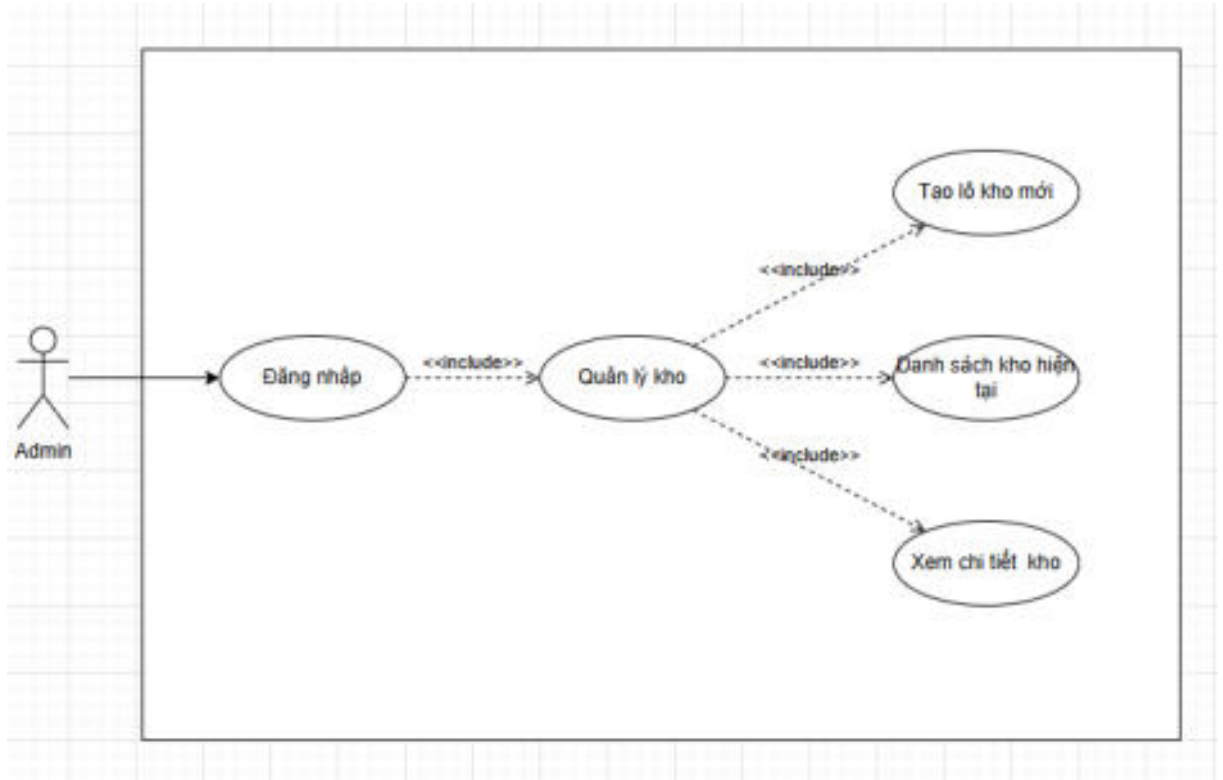 Tạo lô kho mới
<<include>>
Đăng nhập
<<include>>
Quản lý kho
<<include>>
Danh sách kho hiện
tại
Admin
<<include>>
Xem chi tiết kho